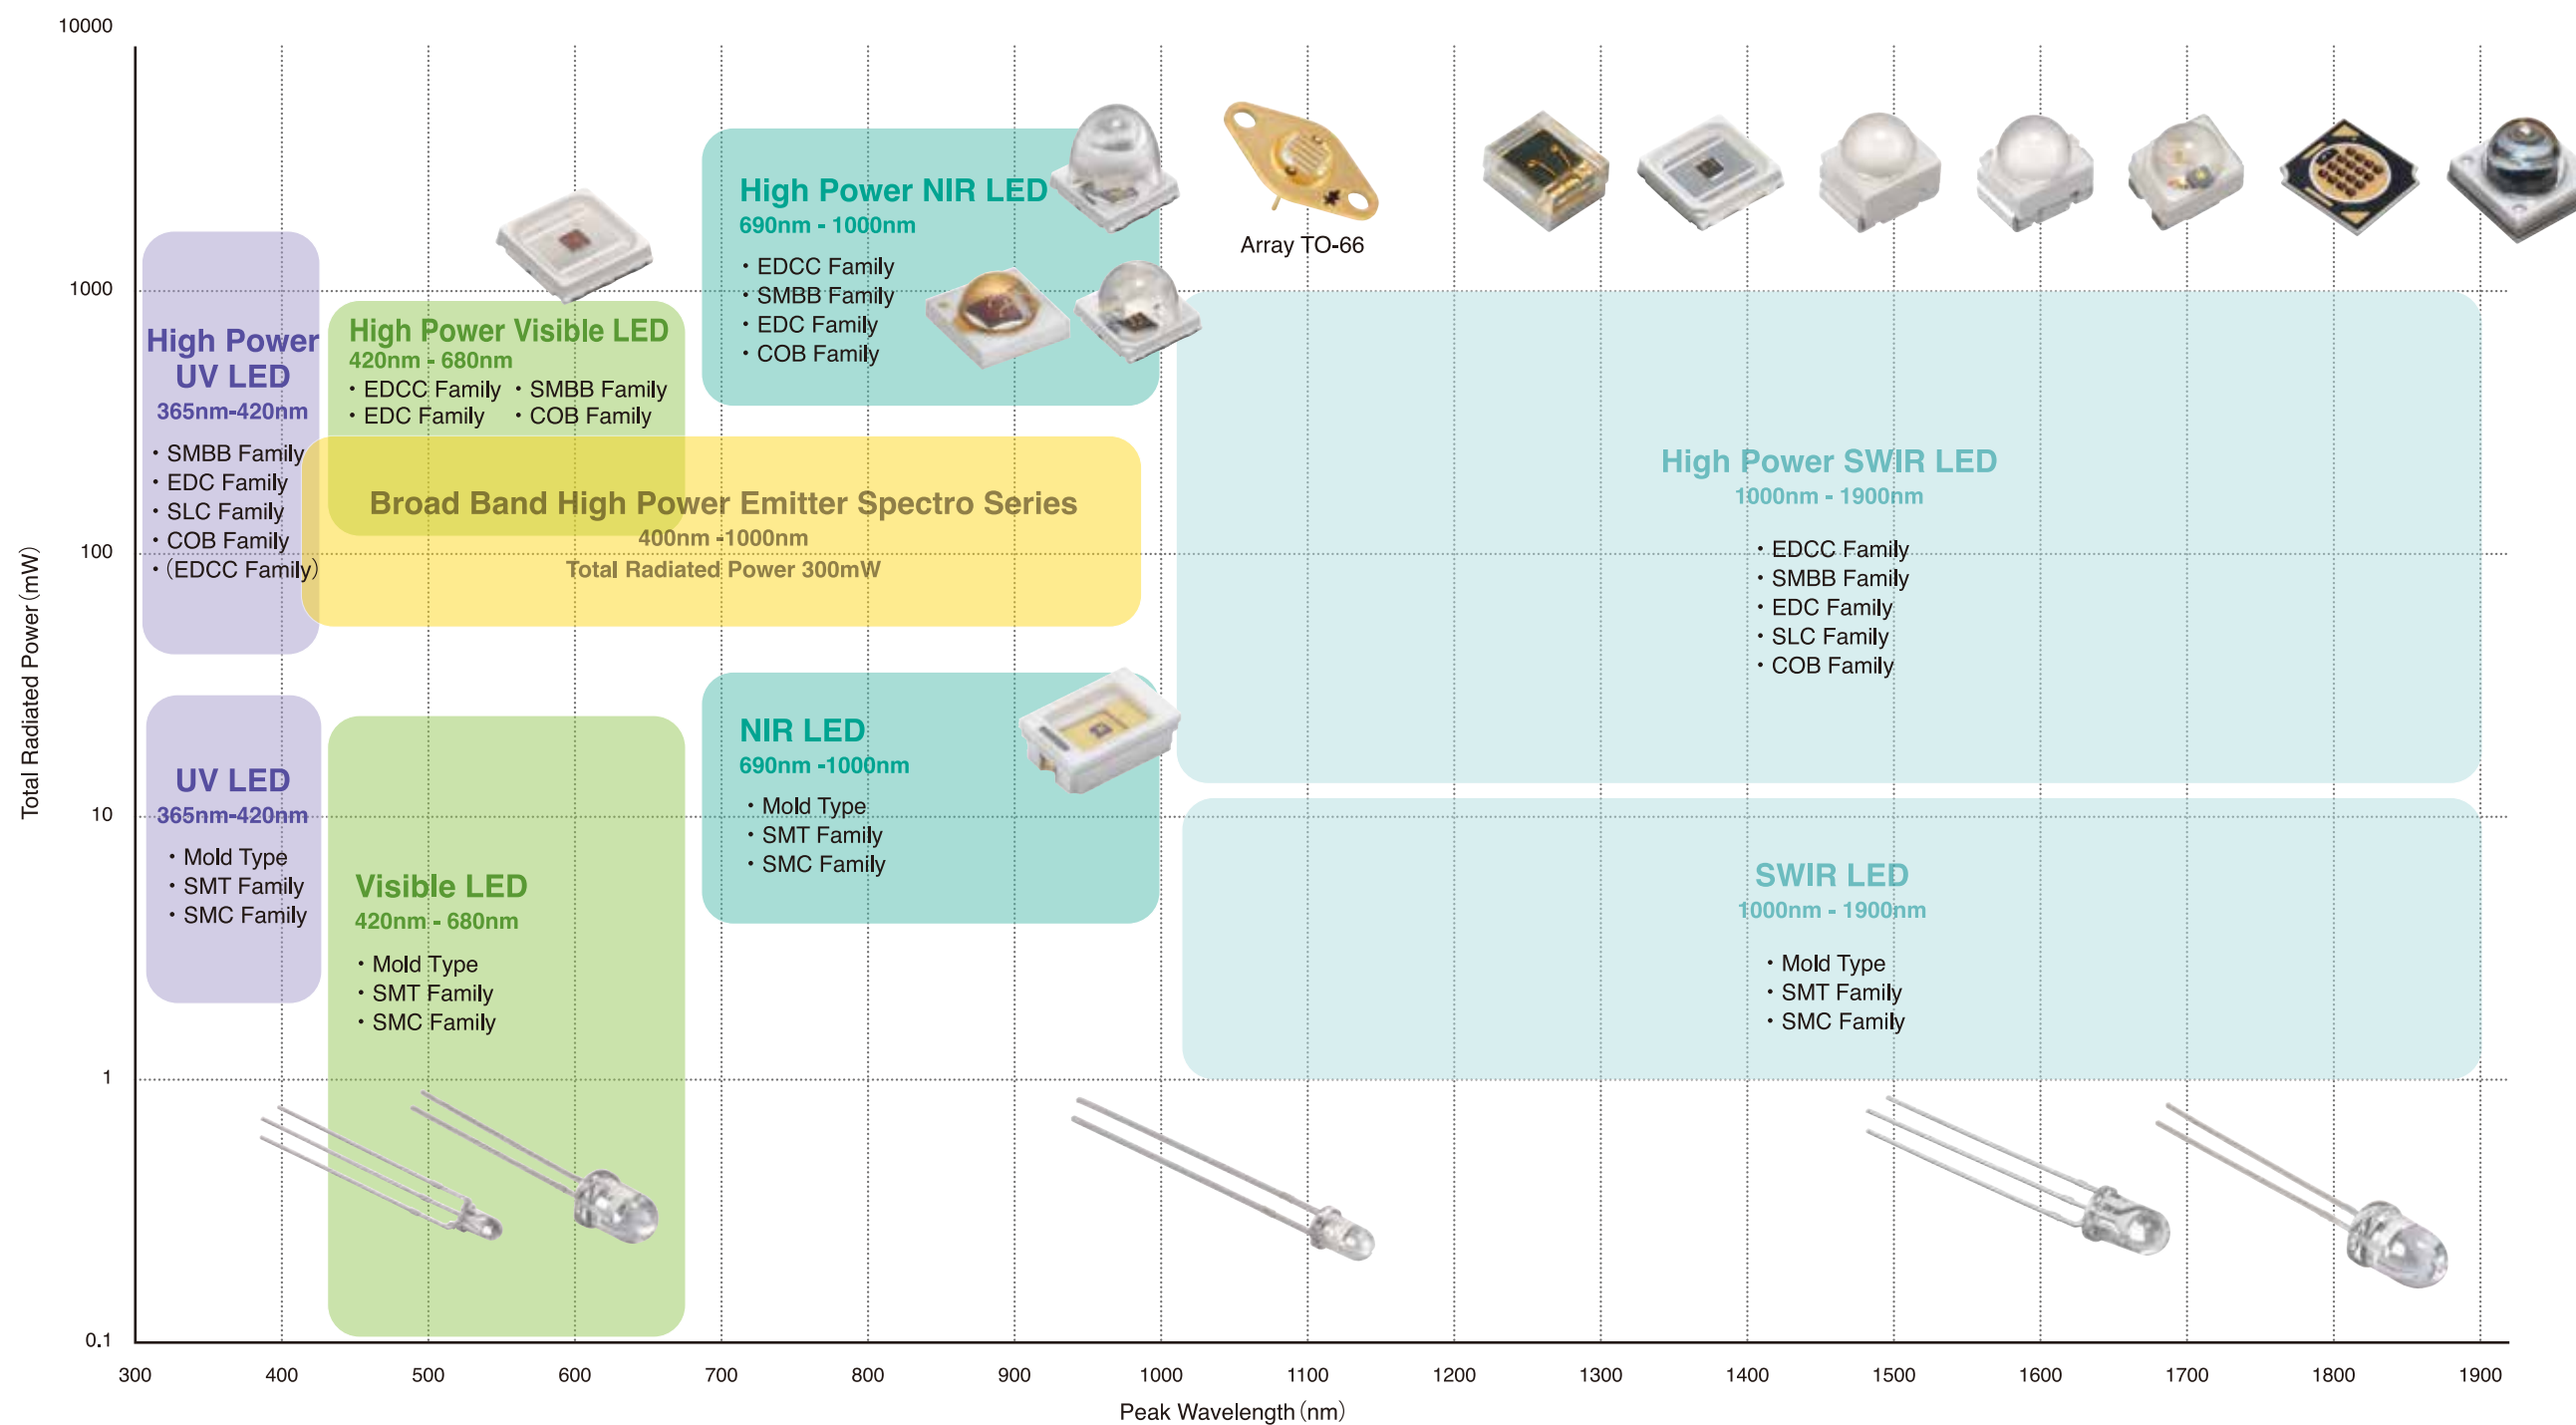 10000
1000
100
10
1
0.1
Total Radiated Power (mW)
High Power
UV LED
365nm-420nm
・SMBB Family
・EDC Family
・SLC Family
・COB Family
・(EDCC Family)
High Power Visible LED
420nm - 680nm
・EDCC Family ・SMBB Family
・EDC Family ・COB Family
High Power NIR LED
690nm - 1000nm
・EDCC Family
・SMBB Family
・EDC Family
・COB Family
Array TO-66
Broad Band High Power Emitter Spectro Series
400nm -1000nm
Total Radiated Power 300mW
High Power SWIR LED
1000nm - 1900nm
・EDCC Family
・SMBB Family
・EDC Family
・SLC Family
・COB Family
UV LED
365nm-420nm
・Mold Type
・SMT Family
・SMC Family
Visible LED
420nm - 680nm
・Mold Type
・SMT Family
・SMC Family
NIR LED
690nm -1000nm
・Mold Type
・SMT Family
・SMC Family
SWIR LED
1000nm - 1900nm
・Mold Type
・SMT Family
・SMC Family
300 400 500 600 700 800 900 1000 1100 1200 1300 1400 1500 1600 1700 1800 1900
Peak Wavelength (nm)